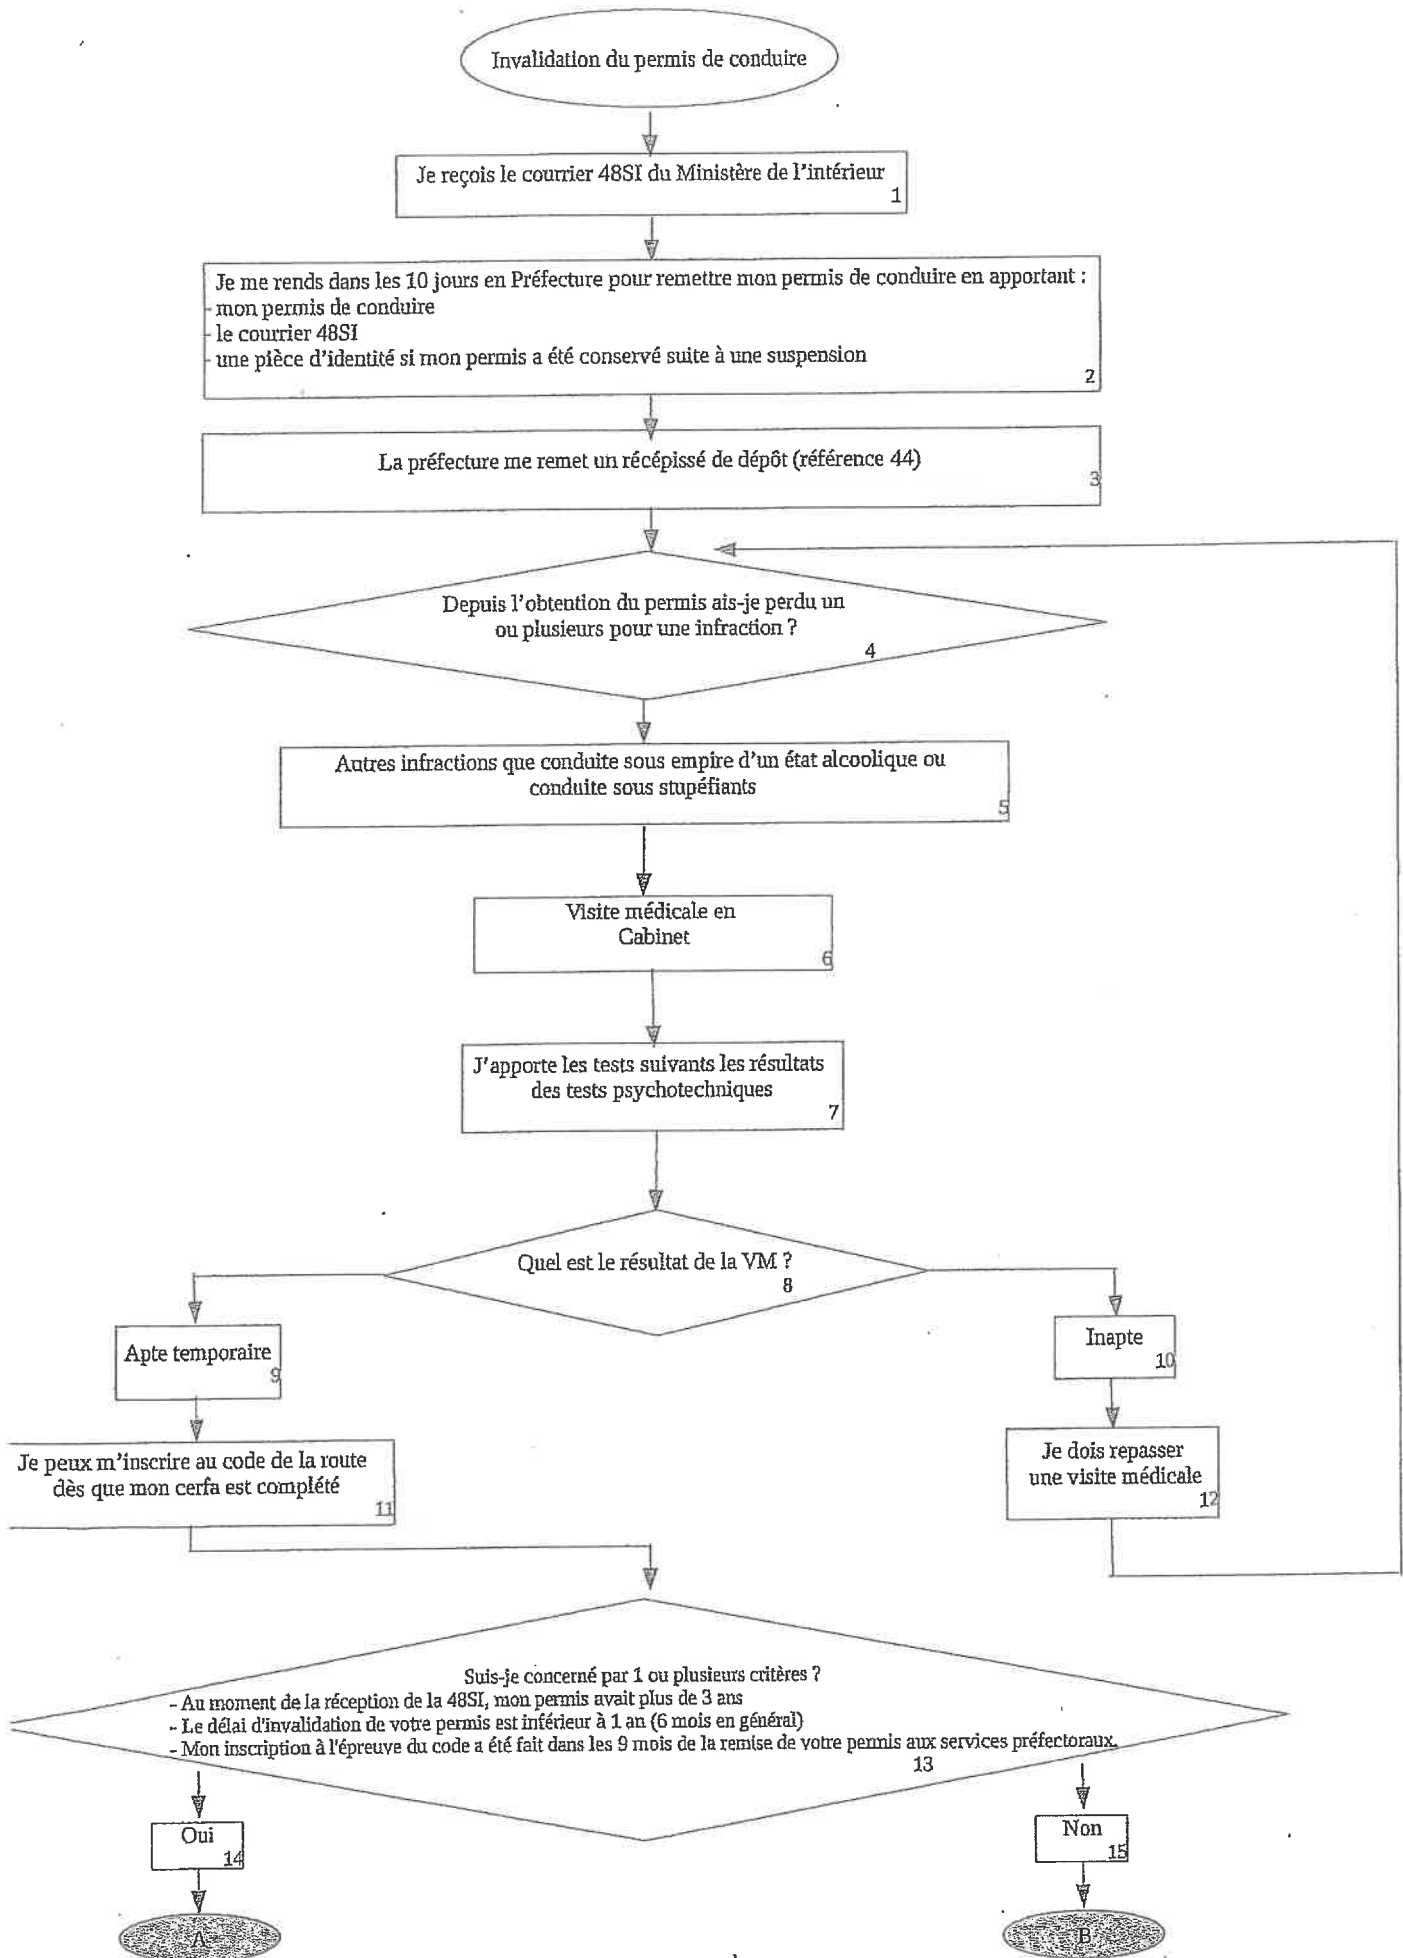 Invalidation du permis de conduire
Je reçois le courrier 48SI du Ministère de l'intérieur
1
Je me rends dans les 10 jours en Préfecture pour remettre mon permis de conduire en apportant :
- mon permis de conduire
- le courrier 48SI
- une pièce d'identité si mon permis a été conservé suite à une suspension
2
La préfecture me remet un récépissé de dépôt (référence 44)
3
Depuis l'obtention du permis ais-je perdu un
ou plusieurs pour une infraction ?
4
Autres infractions que conduite sous empire d'un état alcoolique ou
conduite sous stupéfiants
5
Visite médicale en
Cabinet
6
J'apporte les tests suivants les résultats
des tests psychotechniques
7
Quel est le résultat de la VM ?
8
Apte temporaire
9
Inapte
10
Je peux m'inscrire au code de la route
dès que mon cerfa est complété
11
Je dois repasser
une visite médicale
12
Suis-je concerné par 1 ou plusieurs critères ?
- Au moment de la réception de la 48SI, mon permis avait plus de 3 ans
- Le délai d'invalidation de votre permis est inférieur à 1 an (6 mois en général)
- Mon inscription à l'épreuve du code a été fait dans les 9 mois de la remise de votre permis aux services préfectoraux.
13
Oui
14
Non
15
A
B